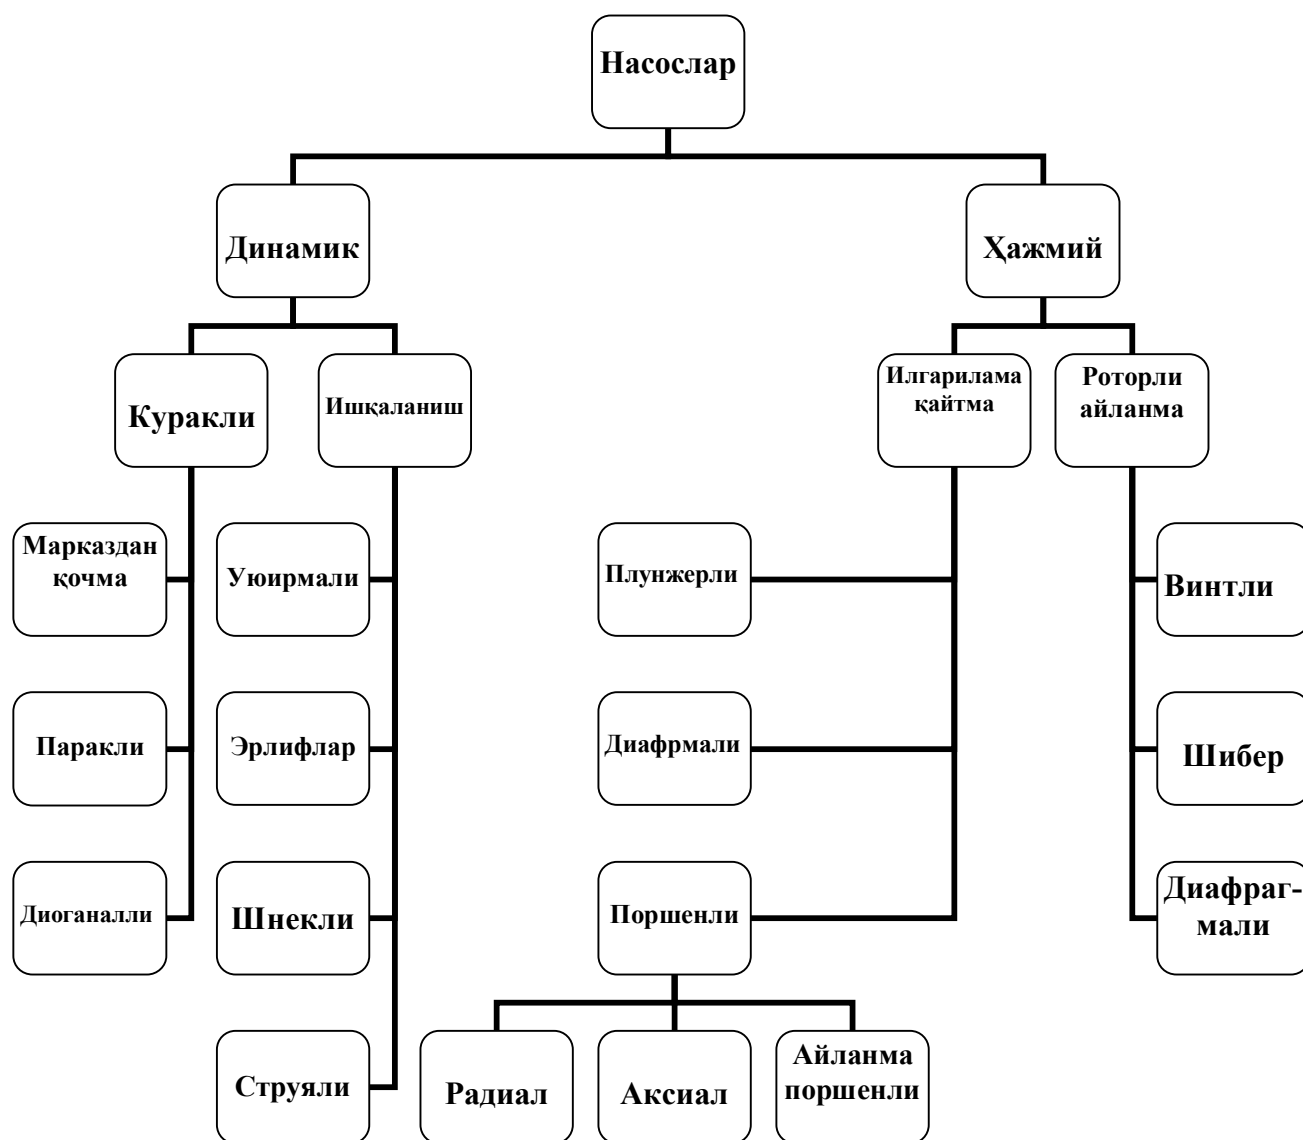 Насослар
Динамик
Ҳажмий
Куракли
Ишқаланиш
Илгарилама
қайтма
Роторли
айланма
Марказдан
қочма
Уюирмали
Плунжерли
Винтли
Паракли
Эрлифлар
Диафрмали
Шибер
Диоганалли
Шнекли
Поршенли
Диафраг-
мали
Струяли
Радиал
Аксиал
Айланма
поршенли